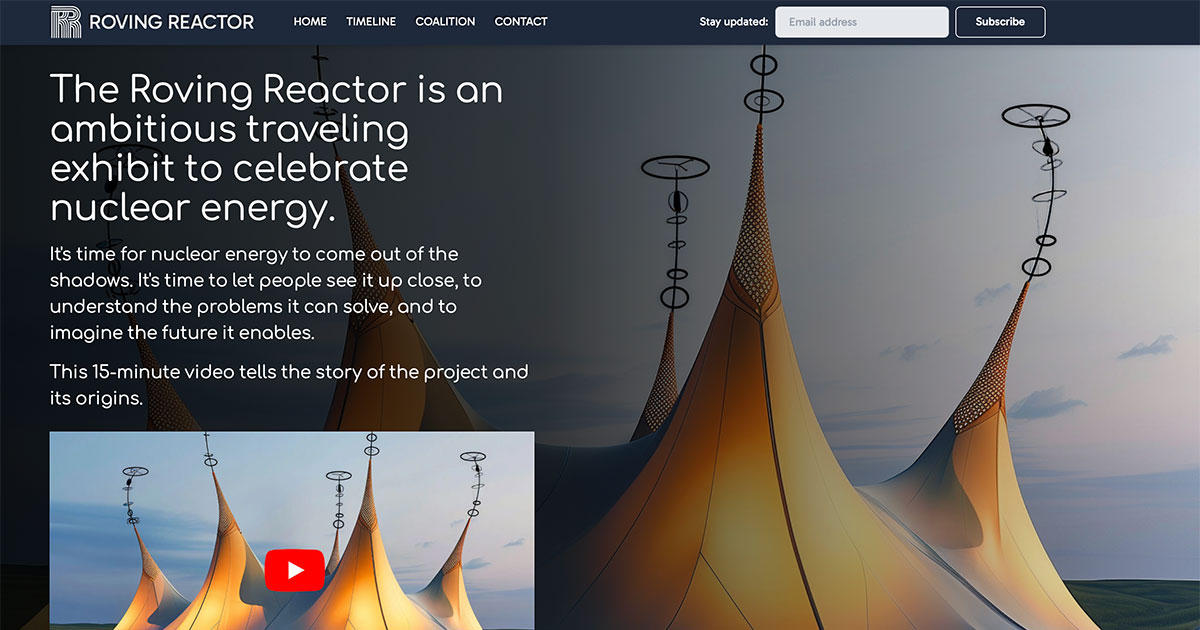 ROVING REACTOR
HOME TIMELINE COALITION CONTACT
Stay updated: Email address Subscribe
The Roving Reactor is an
ambitious traveling
exhibit to celebrate
nuclear energy.
It's time for nuclear energy to come out of the
shadows. It's time to let people see it up close, to
understand the problems it can solve, and to
imagine the future it enables.
This 15-minute video tells the story of the project and
its origins.